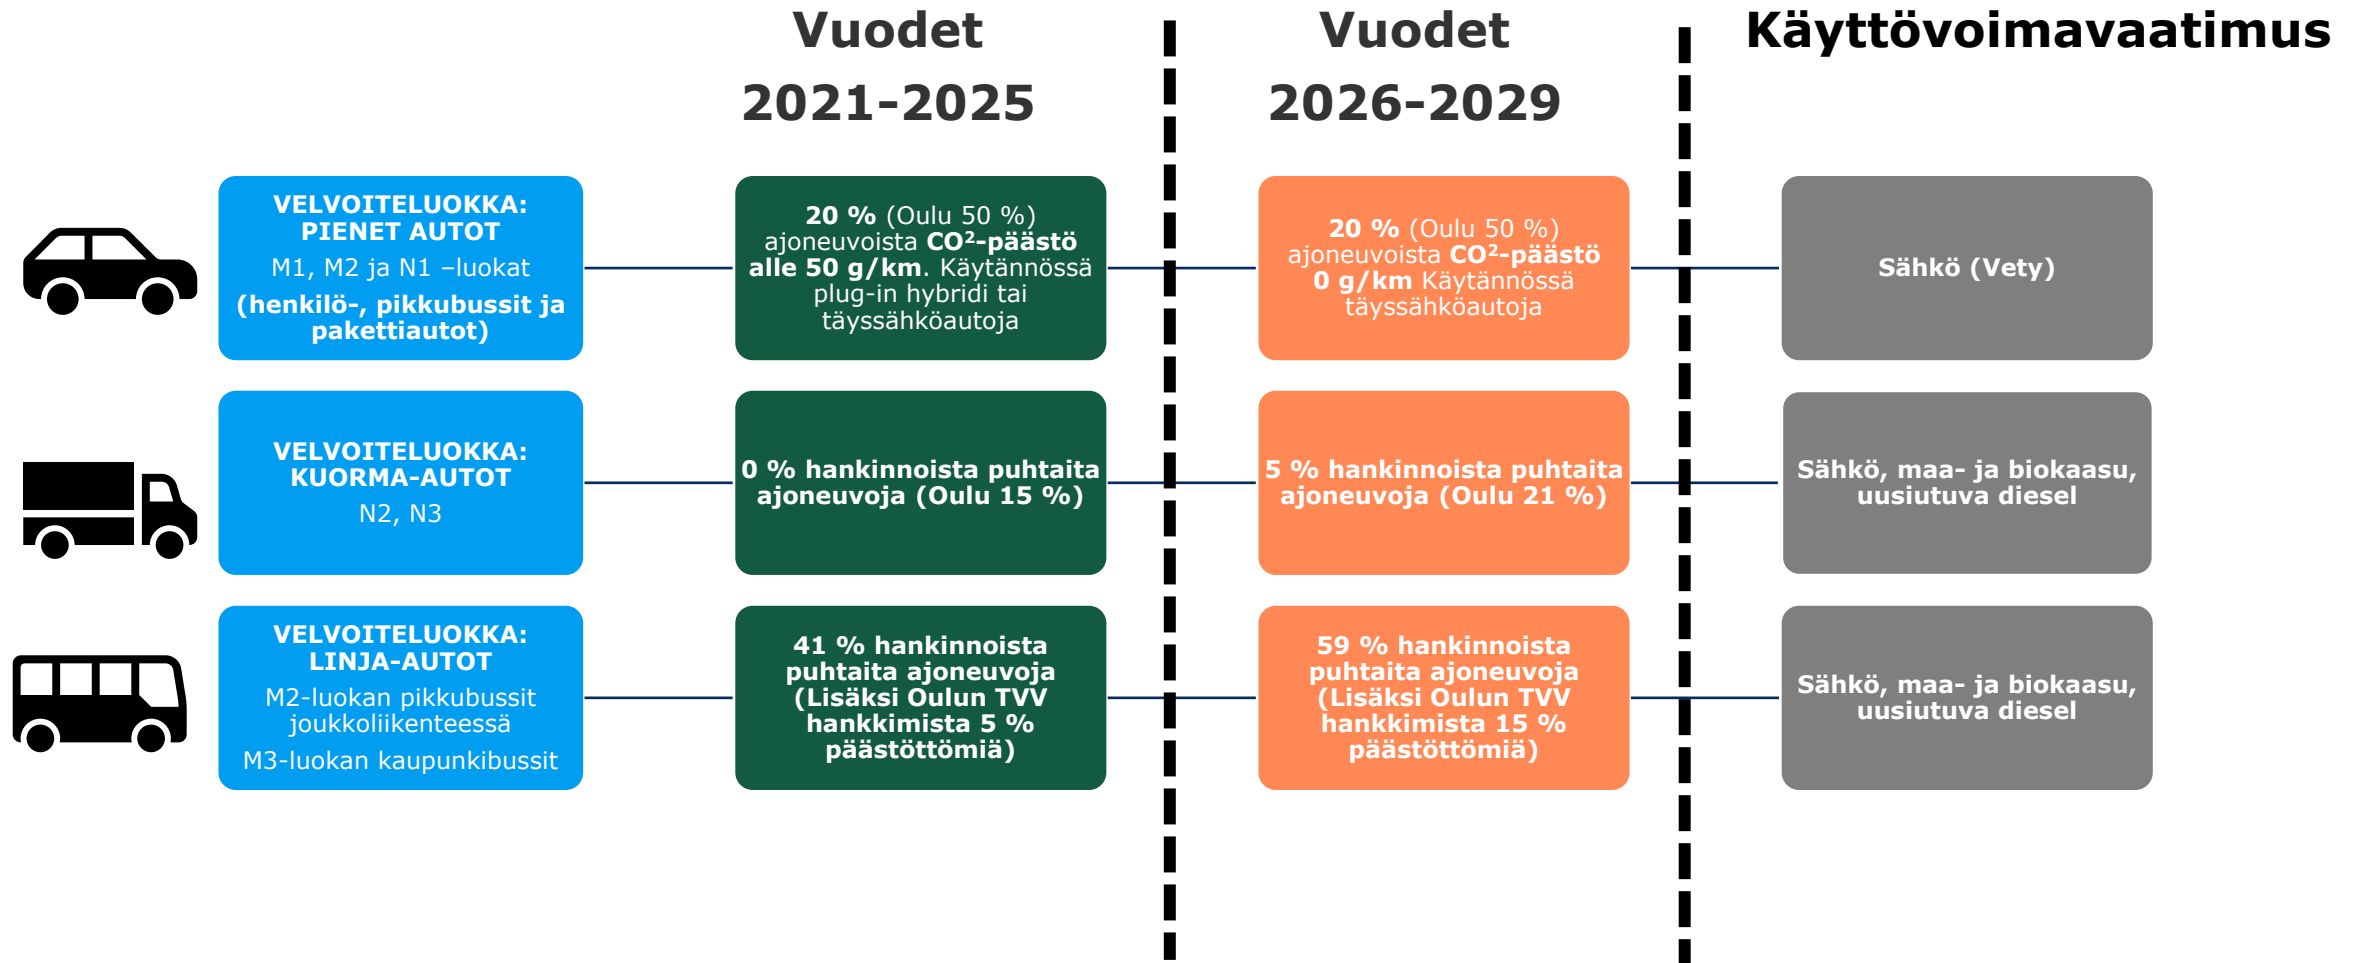 Vuodet
2021-2025
Vuodet
2026-2029
Käyttövoimavaatimus
VELVOITELUOKKA:
PIENET AUTOT
M1, M2 ja N1 –luokat
(henkilö-, pikkubussit ja
pakettiautot)
20 % (Oulu 50 %)
ajoneuvoista CO²-päästö
alle 50 g/km. Käytännössä
plug-in hybridi tai
täyssähköautoja
20 % (Oulu 50 %)
ajoneuvoista CO²-päästö
0 g/km Käytännössä
täyssähköautoja
Sähkö (Vety)
VELVOITELUOKKA:
KUORMA-AUTOT
N2, N3
0 % hankinnoista puhtaita
ajoneuvoja (Oulu 15 %)
5 % hankinnoista puhtaita
ajoneuvoja (Oulu 21 %)
Sähkö, maa- ja biokaasu,
uusiutuva diesel
VELVOITELUOKKA:
LINJA-AUTOT
M2-luokan pikkubussit
joukkoliikenteessä
M3-luokan kaupunkibussit
41 % hankinnoista
puhtaita ajoneuvoja
(Lisäksi Oulun TVV
hankkimista 5 %
päästöttömiä)
59 % hankinnoista
puhtaita ajoneuvoja
(Lisäksi Oulun TVV
hankkimista 15 %
päästöttömiä)
Sähkö, maa- ja biokaasu,
uusiutuva diesel